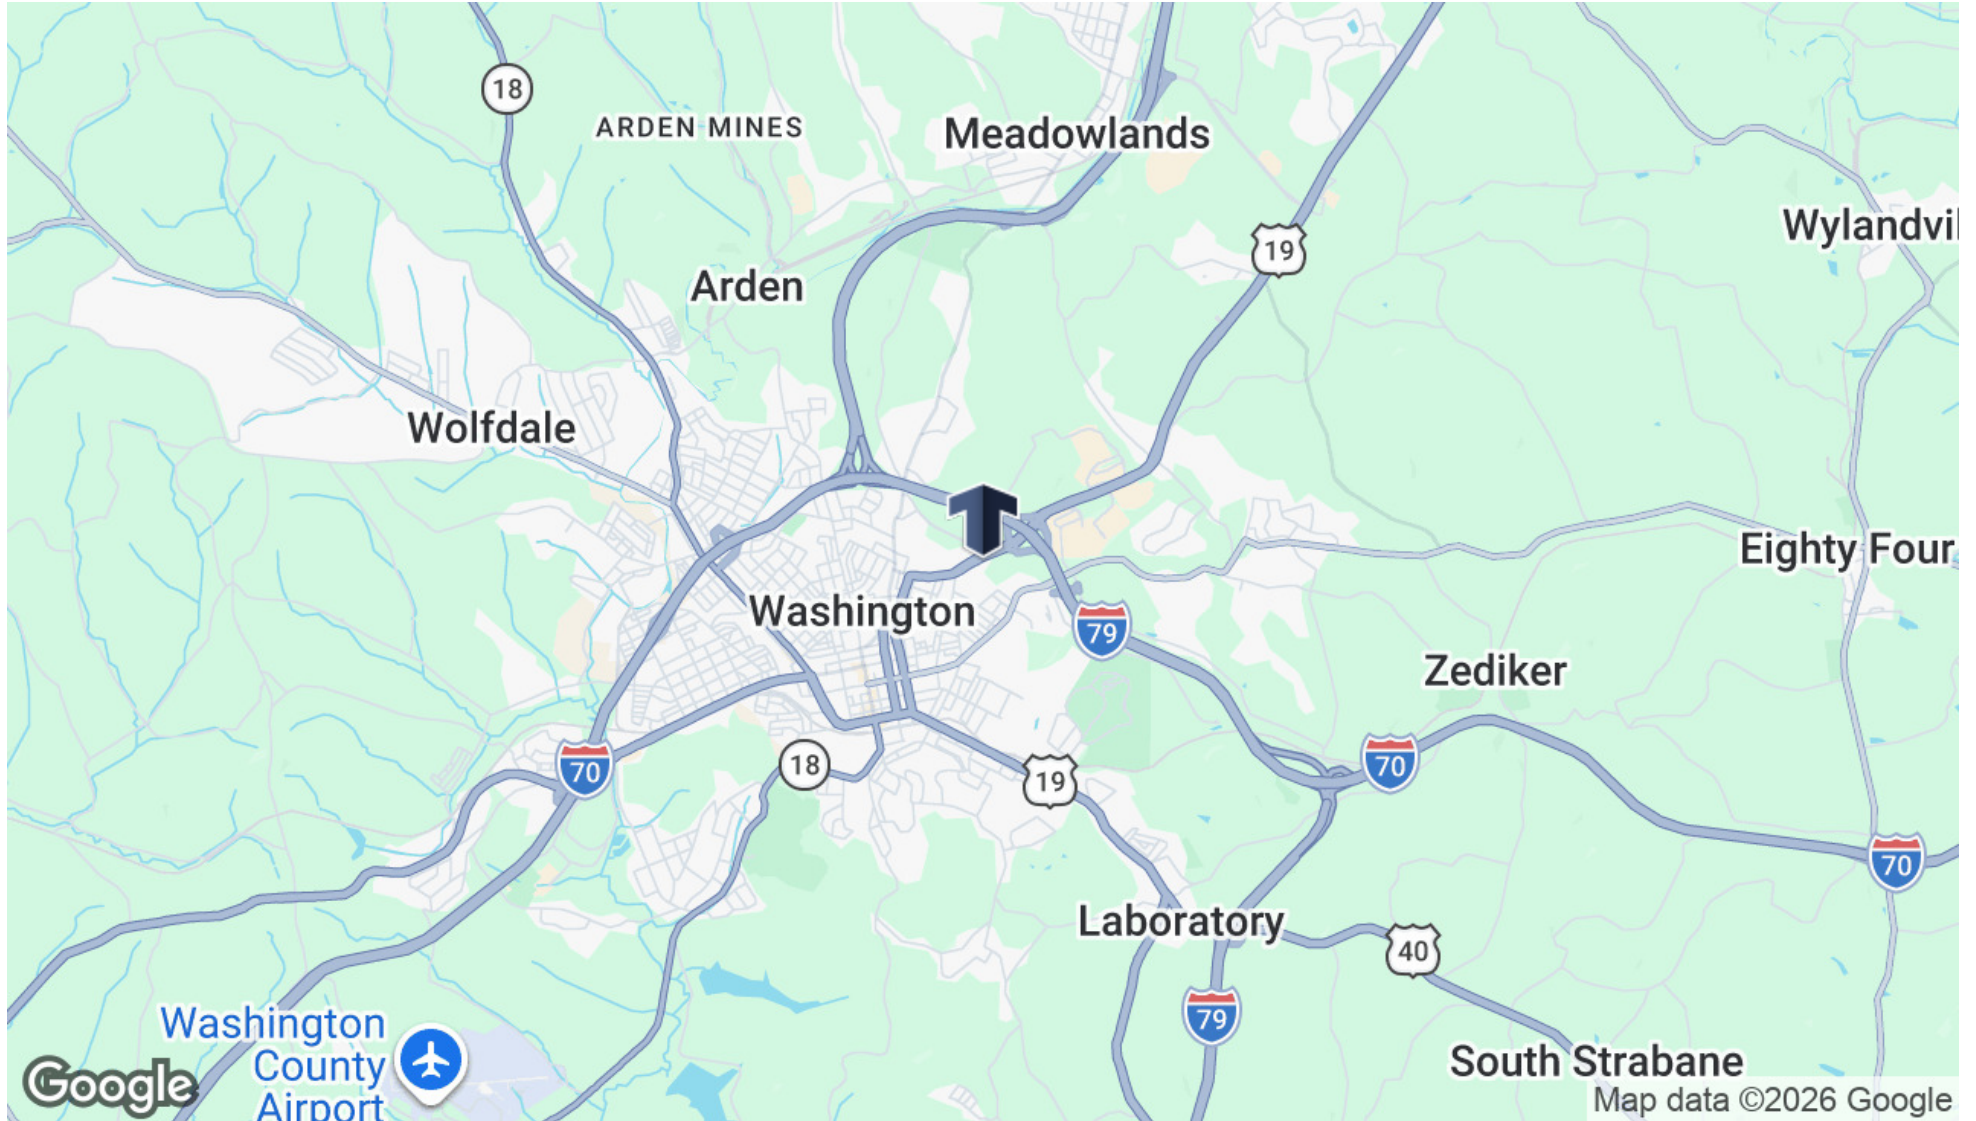 18
ARDEN MINES
Meadowlands
Wylandvil
19
Arden
Wolfdale
Eighty Four
Washington
79
Zediker
70
18
19
70
70
Laboratory
40
79
Washington
County
Airport
South Strabane
Google
Map data ©2026 Google